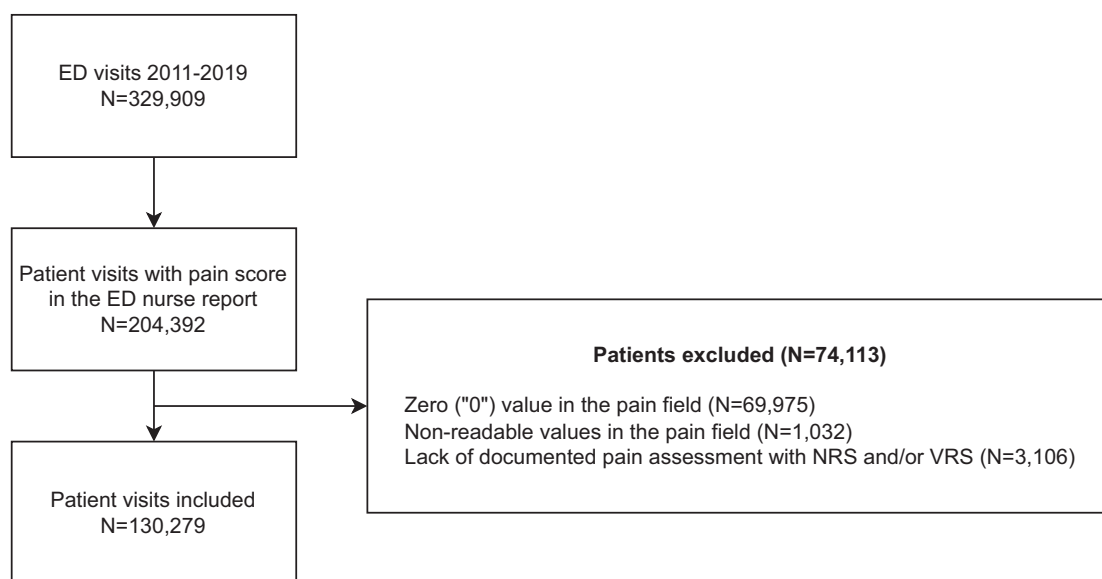 ED visits 2011-2019
N=329,909
Patient visits with pain score
in the ED nurse report
N=204,392
Patients excluded (N=74,113)
Zero ("0") value in the pain field (N=69,975)
Non-readable values in the pain field (N=1,032)
Lack of documented pain assessment with NRS and/or VRS (N=3,106)
Patient visits included
N=130,279